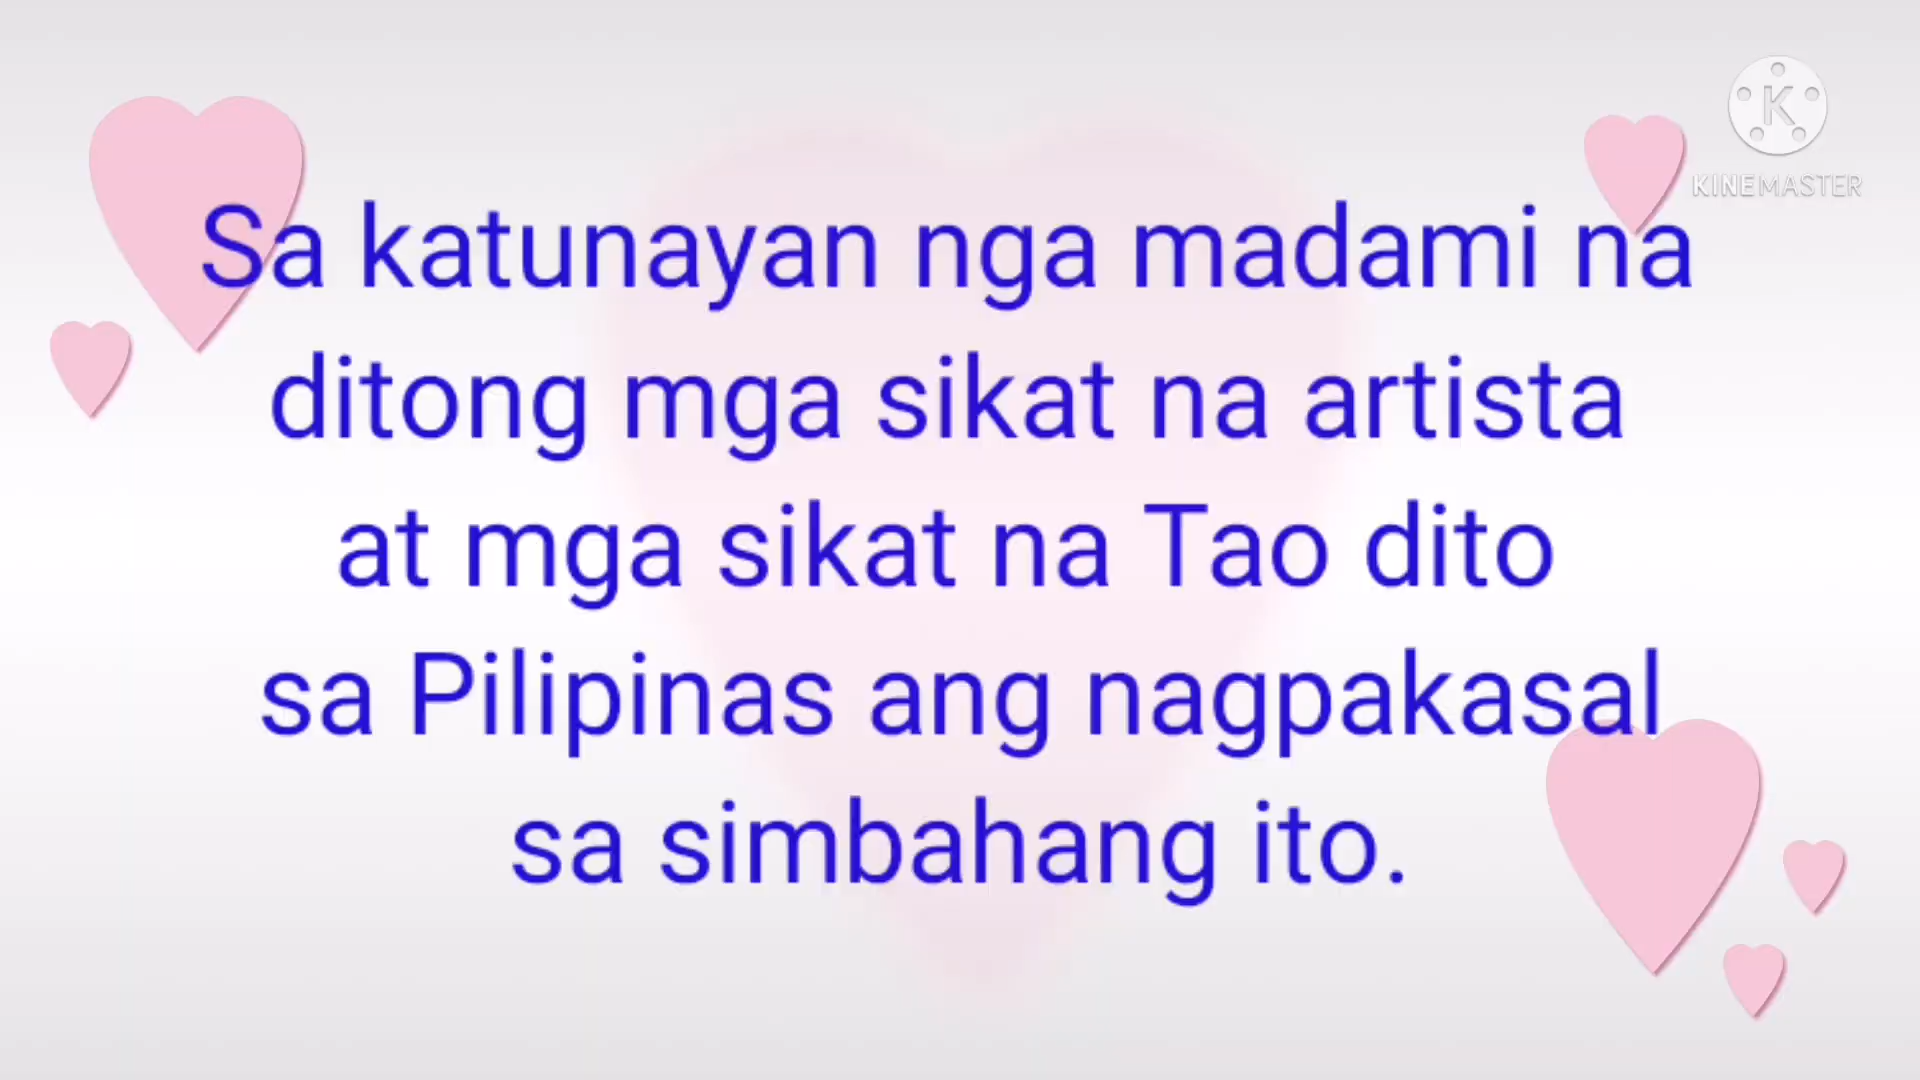 Sa katunayan nga madami na
ditong mga sikat na artista
at mga sikat na Tao dito
sa Pilipinas ang nagpakasal
sa simbahang ito.
K
KINEMASTER